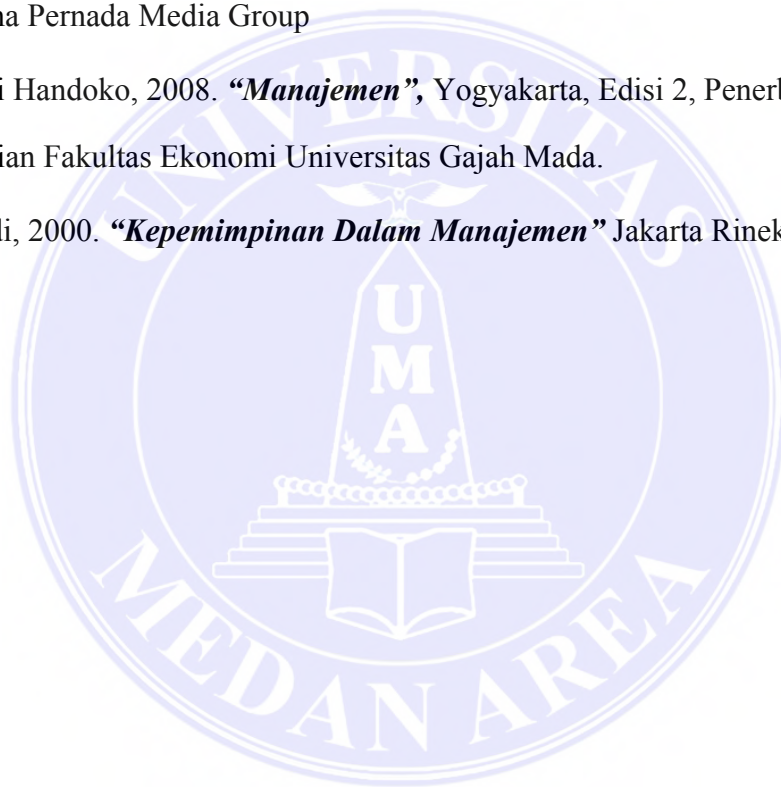 na Pernada Media Group
i Handoko, 2008. “Manajemen”, Yogyakarta, Edisi 2, Penerb
ian Fakultas Ekonomi Universitas Gajah Mada.
li, 2000. “Kepemimpinan Dalam Manajemen” Jakarta Rinek
UNIVERSITAS
U
M
A
MEDAN AREA